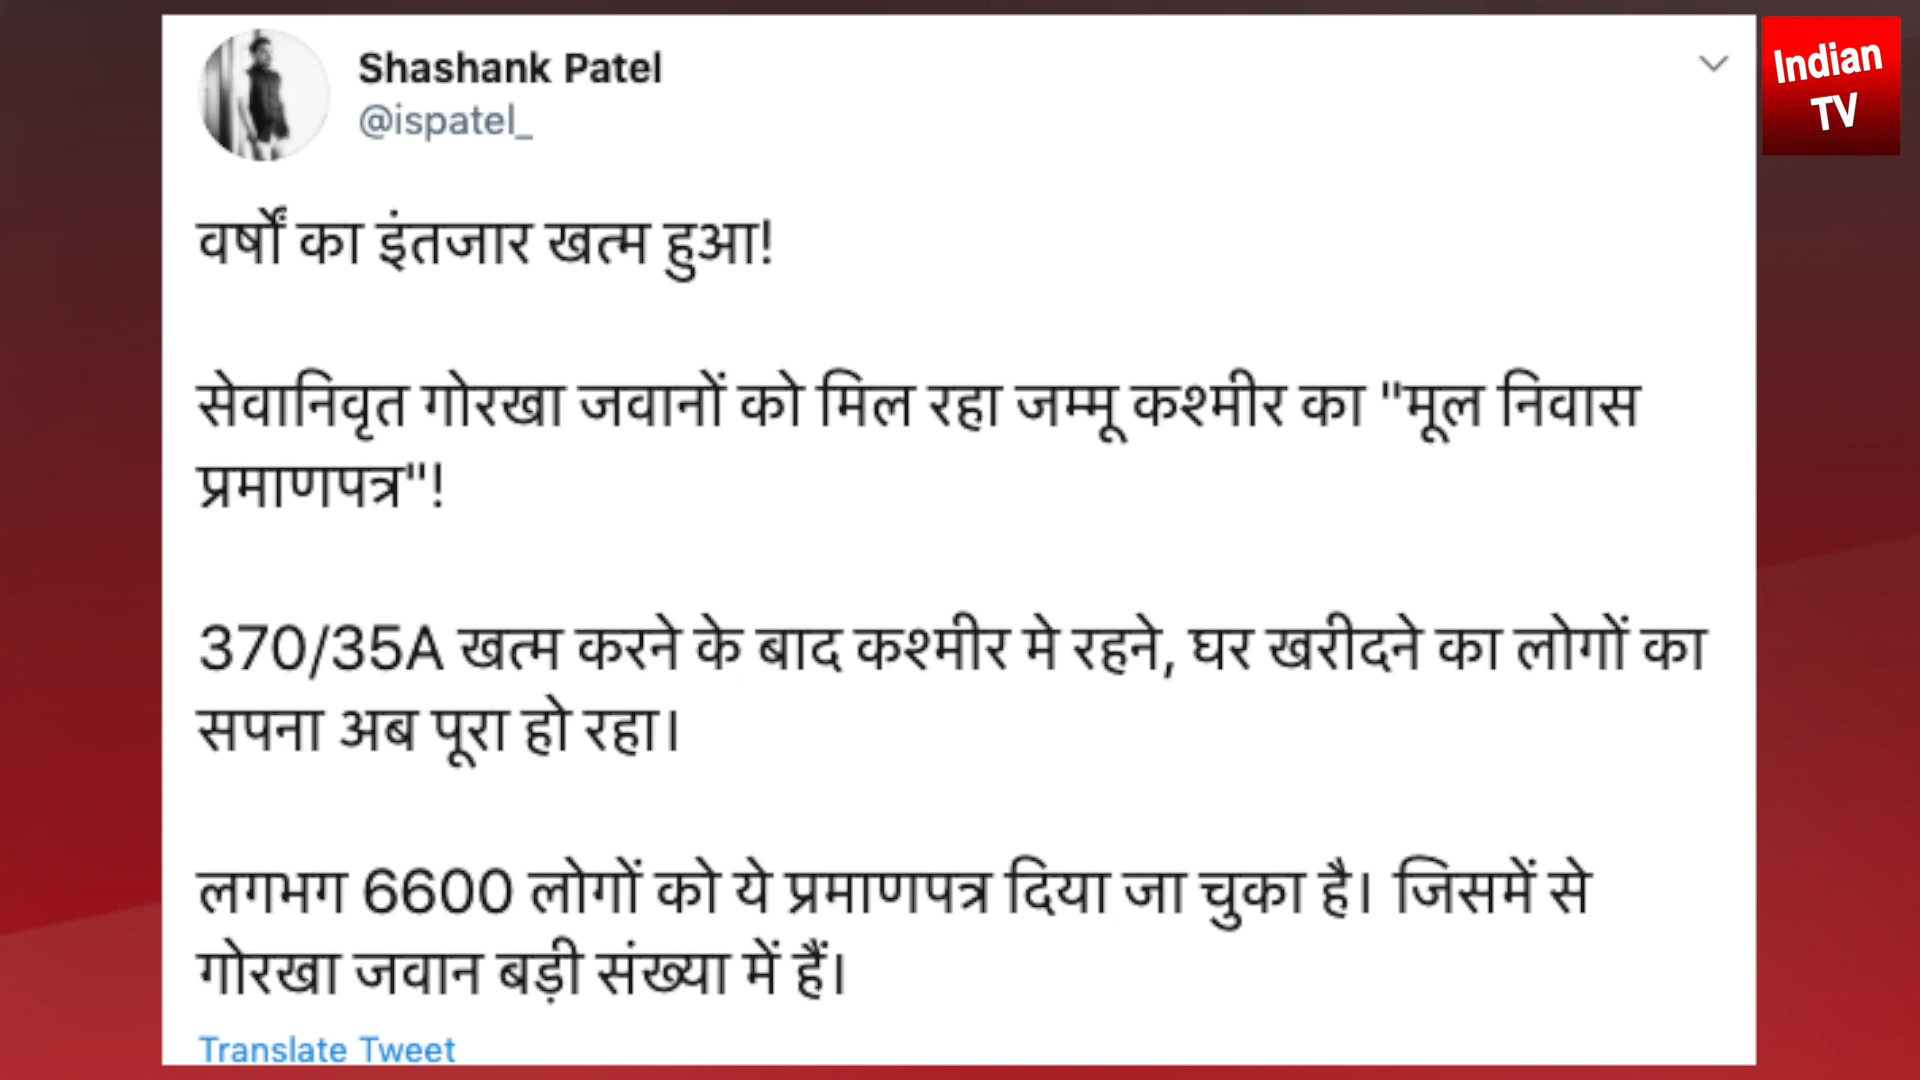 Shashank Patel
@ispatel_
Indian
TV
वर्षों का इंतजार खत्म हुआ!
सेवानिवृत गोरखा जवानों को मिल रहा जम्मू कश्मीर का "मूल निवास
प्रमाणपत्र"!
370/35A खत्म करने के बाद कश्मीर मे रहने, घर खरीदने का लोगों का
सपना अब पूरा हो रहा।
लगभग 6600 लोगों को ये प्रमाणपत्र दिया जा चुका है। जिसमें से
गोरखा जवान बड़ी संख्या में हैं।
Translate Tweet